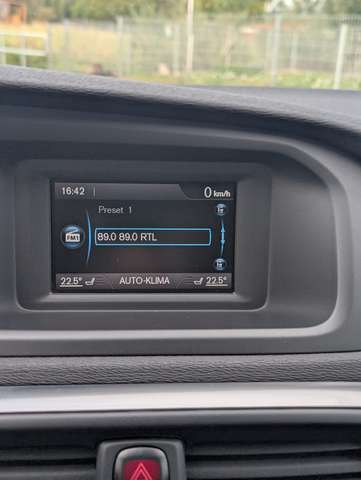 16:42
0 km/h
Preset 1
FM1
89.0 89.0 RTL
22.5° AUTO-KLIMA 22.5°